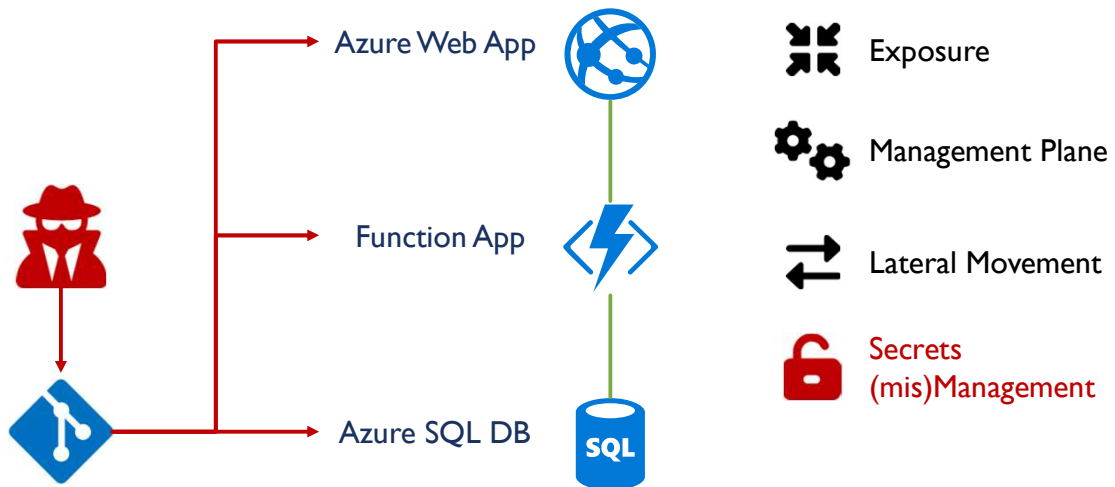 Azure Web App
Function App
Azure SQL DB
SQL
Exposure
Management Plane
Lateral Movement
Secrets
(mis)Management